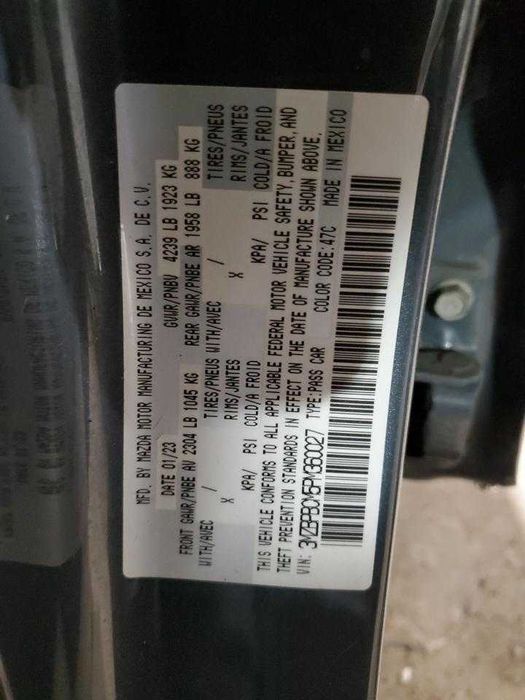 MFD. BY MAZDA MOTOR MANUFACTURING DE MEXICO S.A. DE C.V.
DATE 01/23 GVWR/PNBV 4239 LB 1923 KG
FRONT GAWR/PNBE AV 2304 LB 1045 KG REAR GAWR/PNBE AR 1958 LB 888 KG
WITH/AVEC / TIRES/PNEUS WITH/AVEC / TIRES/PNEUS
X RIMS/JANTES X RIMS/JANTES
KPA/ PSI COLD/A FROID KPA/ PSI COLD/A FROID
THIS VEHICLE CONFORMS TO ALL APPLICABLE FEDERAL MOTOR VEHICLE SAFETY, BUMPER, AND
THEFT PREVENTION STANDARDS IN EFFECT ON THE DATE OF MANUFACTURE SHOWN ABOVE.
VIN: 3MZBPBCM5PM360027 TYPE:PASS CAR COLOR CODE:47C MADE IN MEXICO